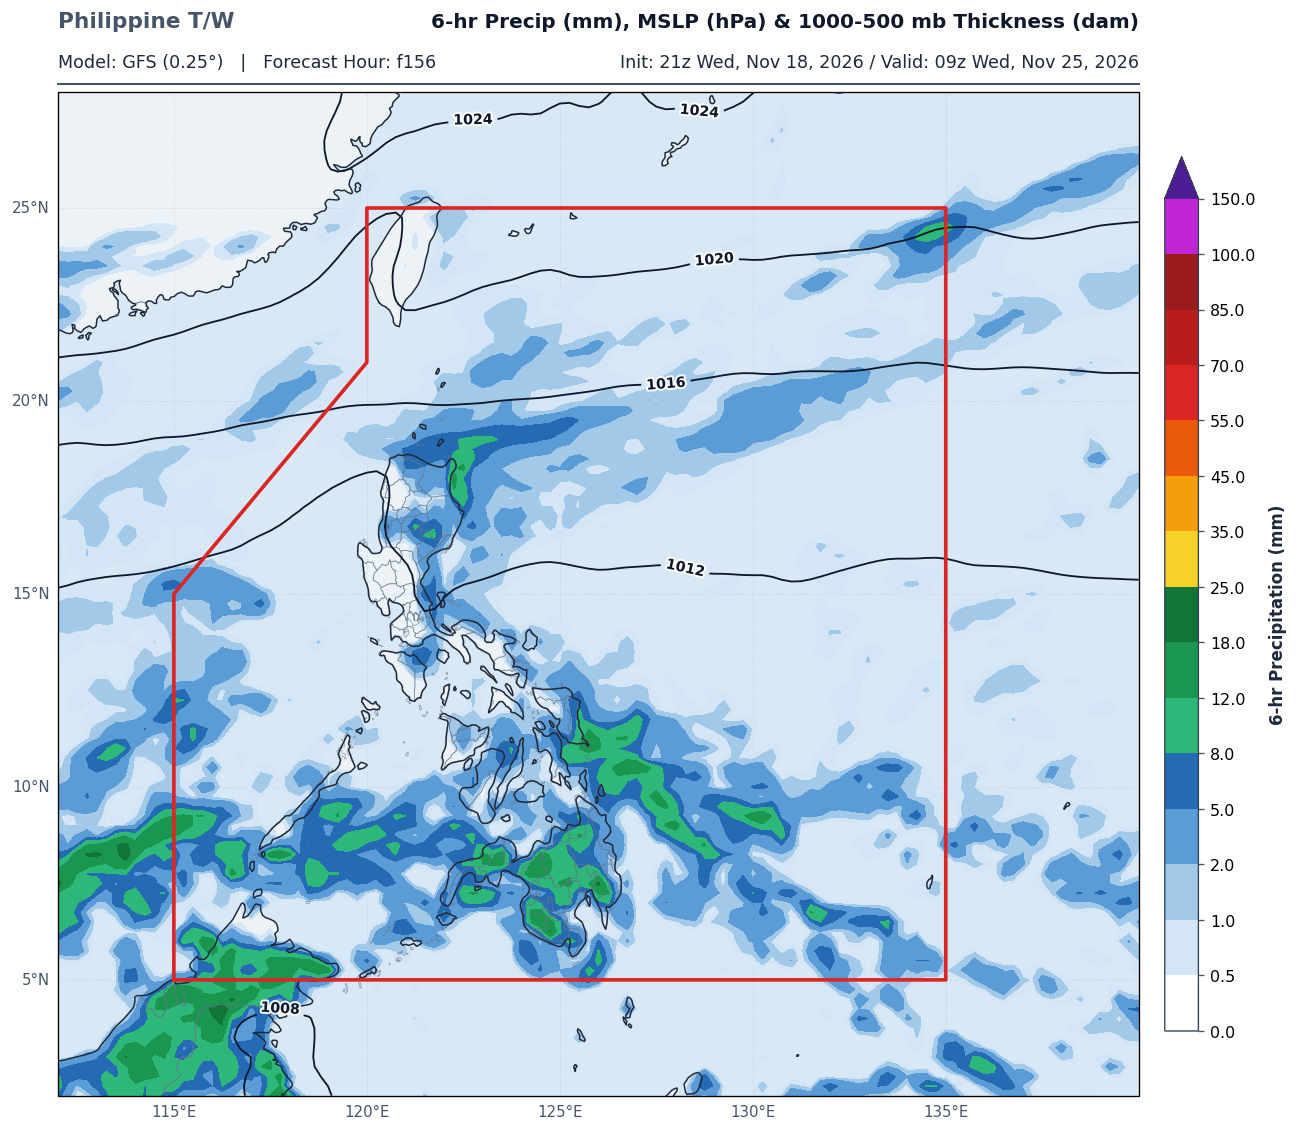 Philippine T/W
6-hr Precip (mm), MSLP (hPa) & 1000-500 mb Thickness (dam)
Model: GFS (0.25°) | Forecast Hour: f156
Init: 21z Wed, Nov 18, 2026 / Valid: 09z Wed, Nov 25, 2026
1024
1024
1020
1016
1012
1008
25°N
20°N
15°N
10°N
5°N
115°E
120°E
125°E
130°E
135°E
150.0
100.0
85.0
70.0
55.0
45.0
35.0
25.0
18.0
12.0
8.0
5.0
2.0
1.0
0.5
0.0
6-hr Precipitation (mm)